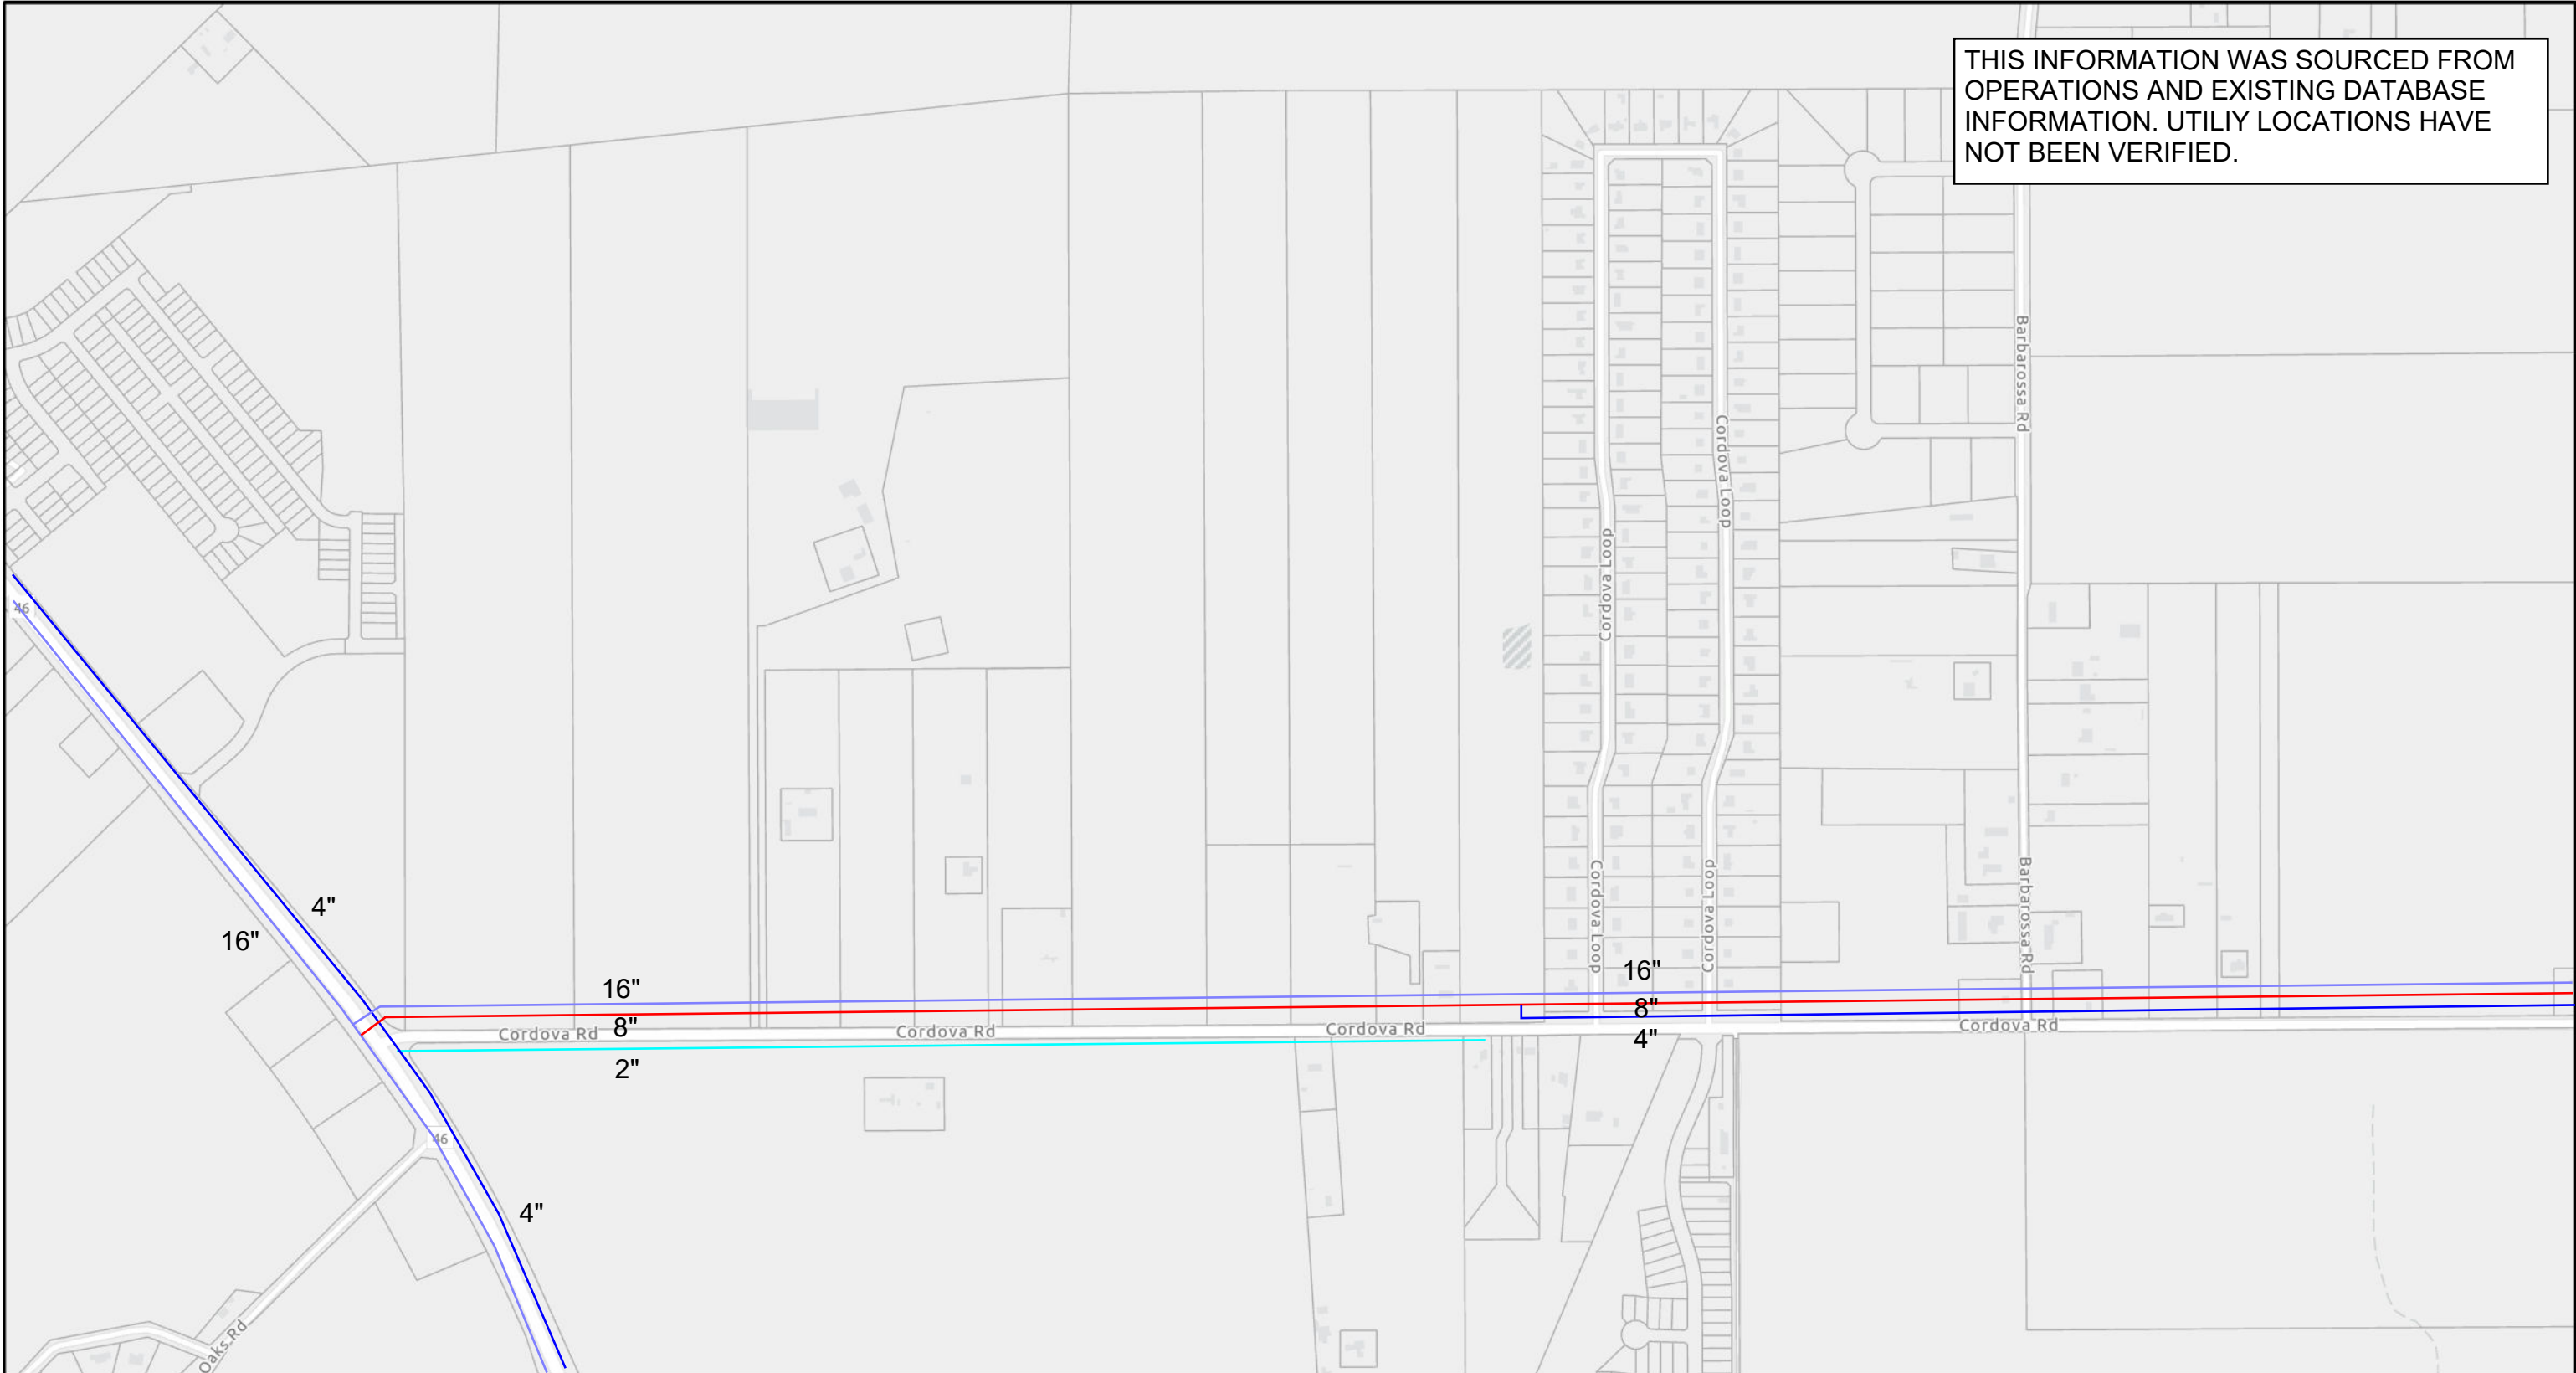 THIS INFORMATION WAS SOURCED FROM
OPERATIONS AND EXISTING DATABASE
INFORMATION. UTILIY LOCATIONS HAVE
NOT BEEN VERIFIED.
Barbarossa Rd
Cordova Loop
Cordova Loop
46
4"
16"
Cordova Loop
Cordova Loop
Barbarossa Rd
16"
16"
8"
8"
4"
Cordova Rd
Cordova Rd
Cordova Rd
Cordova Rd
2"
46
4"
Oaks Rd